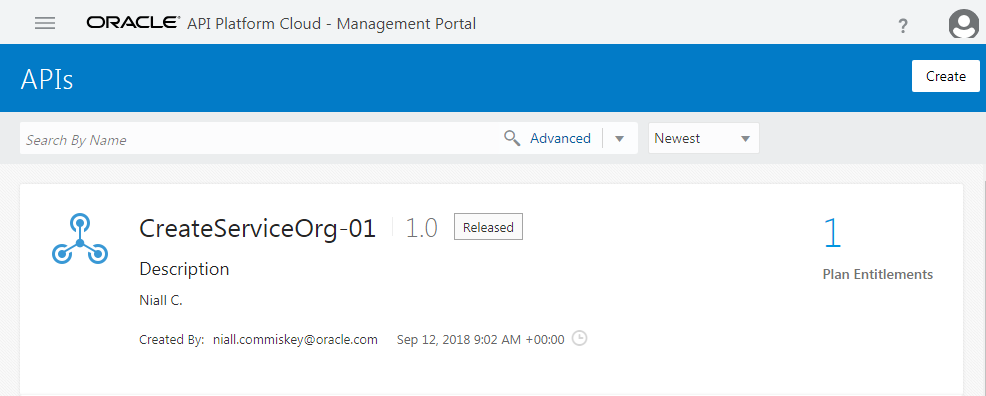 ORACLE® API Platform Cloud - Management Portal ?
APIs
Create
Search By Name Advanced Newest
CreateServiceOrg-01 1.0 Released 1
Description Plan Entitlements
Niall C.
Created By: niall.commiskey@oracle.com Sep 12, 2018 9:02 AM +00:00